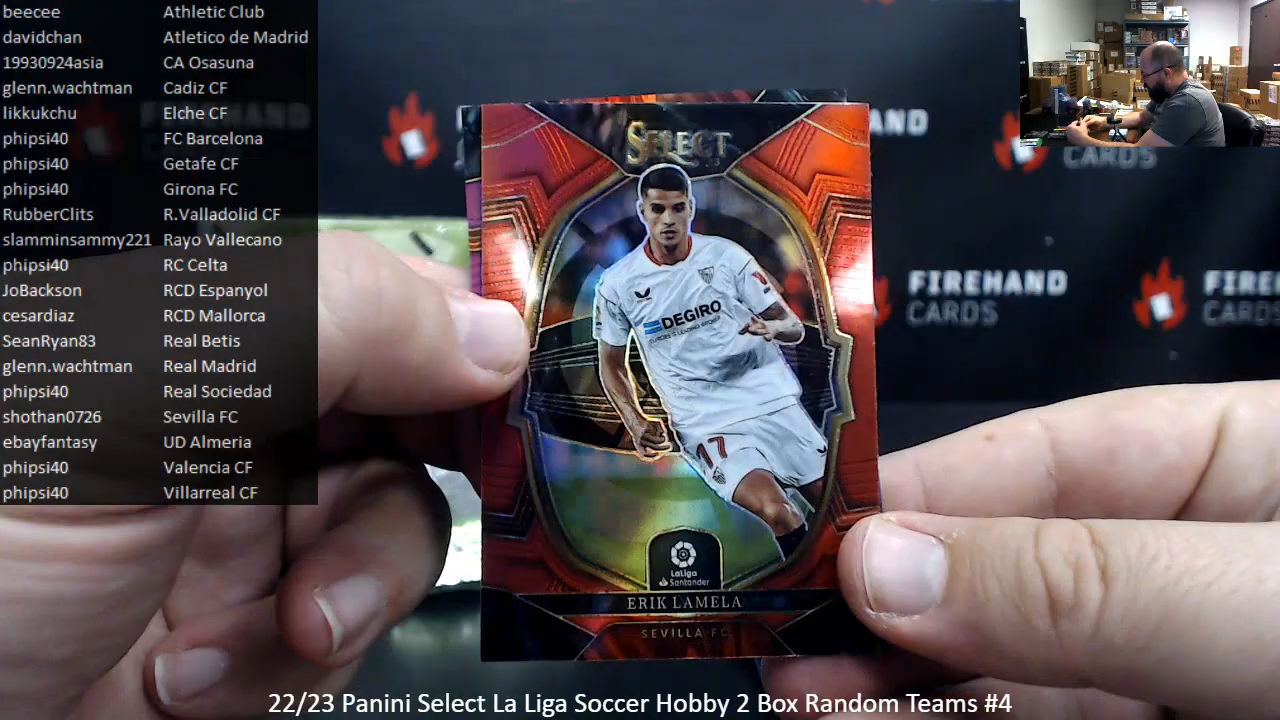 beecee Athletic Club
davidchan Atletico de Madrid
19930924asia CA Osasuna
glenn.wachtman Cadiz CF
likkukchu Elche CF
phipsi40 FC Barcelona
phipsi40 Getafe CF
phipsi40 Girona FC
RubberClits R.Valladolid CF
slamminsammy221 Rayo Vallecano
phipsi40 RC Celta
JoBackson RCD Espanyol
cesardiaz RCD Mallorca
SeanRyan83 Real Betis
glenn.wachtman Real Madrid
phipsi40 Real Sociedad
shothan0726 Sevilla FC
ebayfantasy UD Almeria
phipsi40 Valencia CF
phipsi40 Villarreal CF
SELECT
DEGIRO
17
LaLiga
Santander
ERIK LAMELA
SEVILLA FC
CARDS
FIREHAND
CARDS
22/23 Panini Select La Liga Soccer Hobby 2 Box Random Teams #4